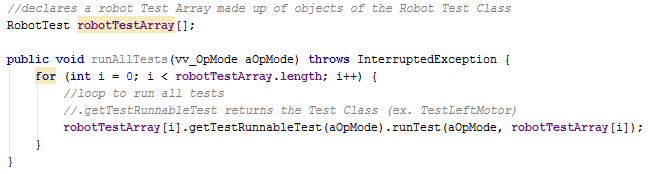 //declares a robot Test Array made up of objects of the Robot Test Class
RobotTest robotTestArray[];
public void runAllTests(vv_OpMode aOpMode) throws InterruptedException {
for (int i = 0; i < robotTestArray.length; i++) {
//loop to run all tests
//.getTestRunnableTest returns the Test Class (ex. TestLeftMotor)
robotTestArray[i].getTestRunnableTest(aOpMode).runTest(aOpMode, robotTestArray[i]);
}
}